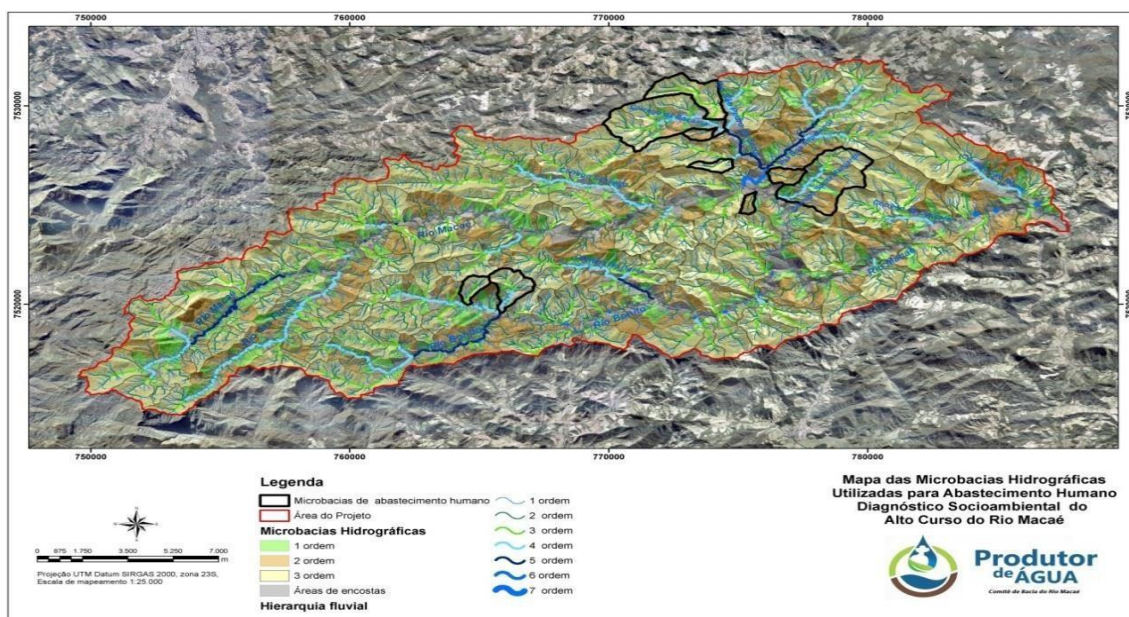 750000 760000 770000 780000
7530000
7520000
Rio Macaé
Rio Bonito
750000 760000 770000 780000
Legenda
Microbacias de abastecimento humano
Área do Projeto
Microbacias Hidrográficas
1 ordem
2 ordem
3 ordem
Áreas de encostas
Hierarquia fluvial
1 ordem
2 ordem
3 ordem
4 ordem
5 ordem
6 ordem
7 ordem
0 875 1.750 3.500 5.250 7.000
m
Projeção UTM Datum SIRGAS 2000, zona 23S,
Escala de mapeamento 1:25.000
Mapa das Microbacias Hidrográficas
Utilizadas para Abastecimento Humano
Diagnóstico Socioambiental do
Alto Curso do Rio Macaé
Produtor
de ÁGUA
Comitê de Bacia do Rio Macaé